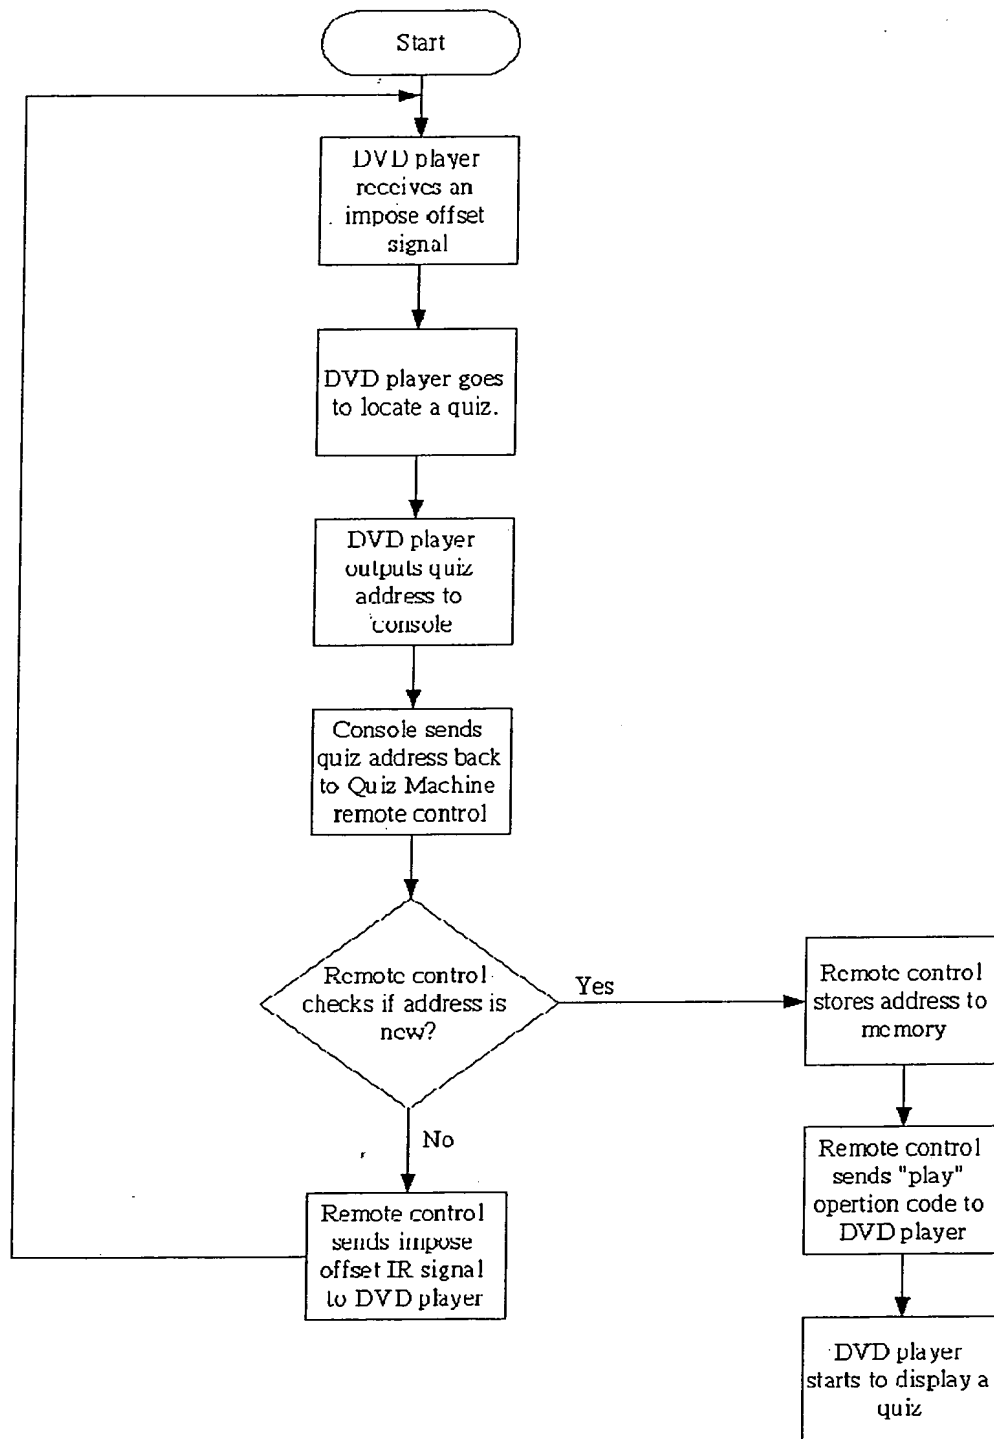 Start
DVD player
receives an
impose offset
signal
DVD player goes
to locate a quiz.
DVD player
outputs quiz
address to
console
Console sends
quiz address back
to Quiz Machine
remote control
Remote control
checks if address is
new?
Yes
No
Remote control
sends impose
offset IR signal
to DVD player
Remote control
stores address to
memory
Remote control
sends "play"
opertion code to
DVD player
DVD player
starts to display a
quiz